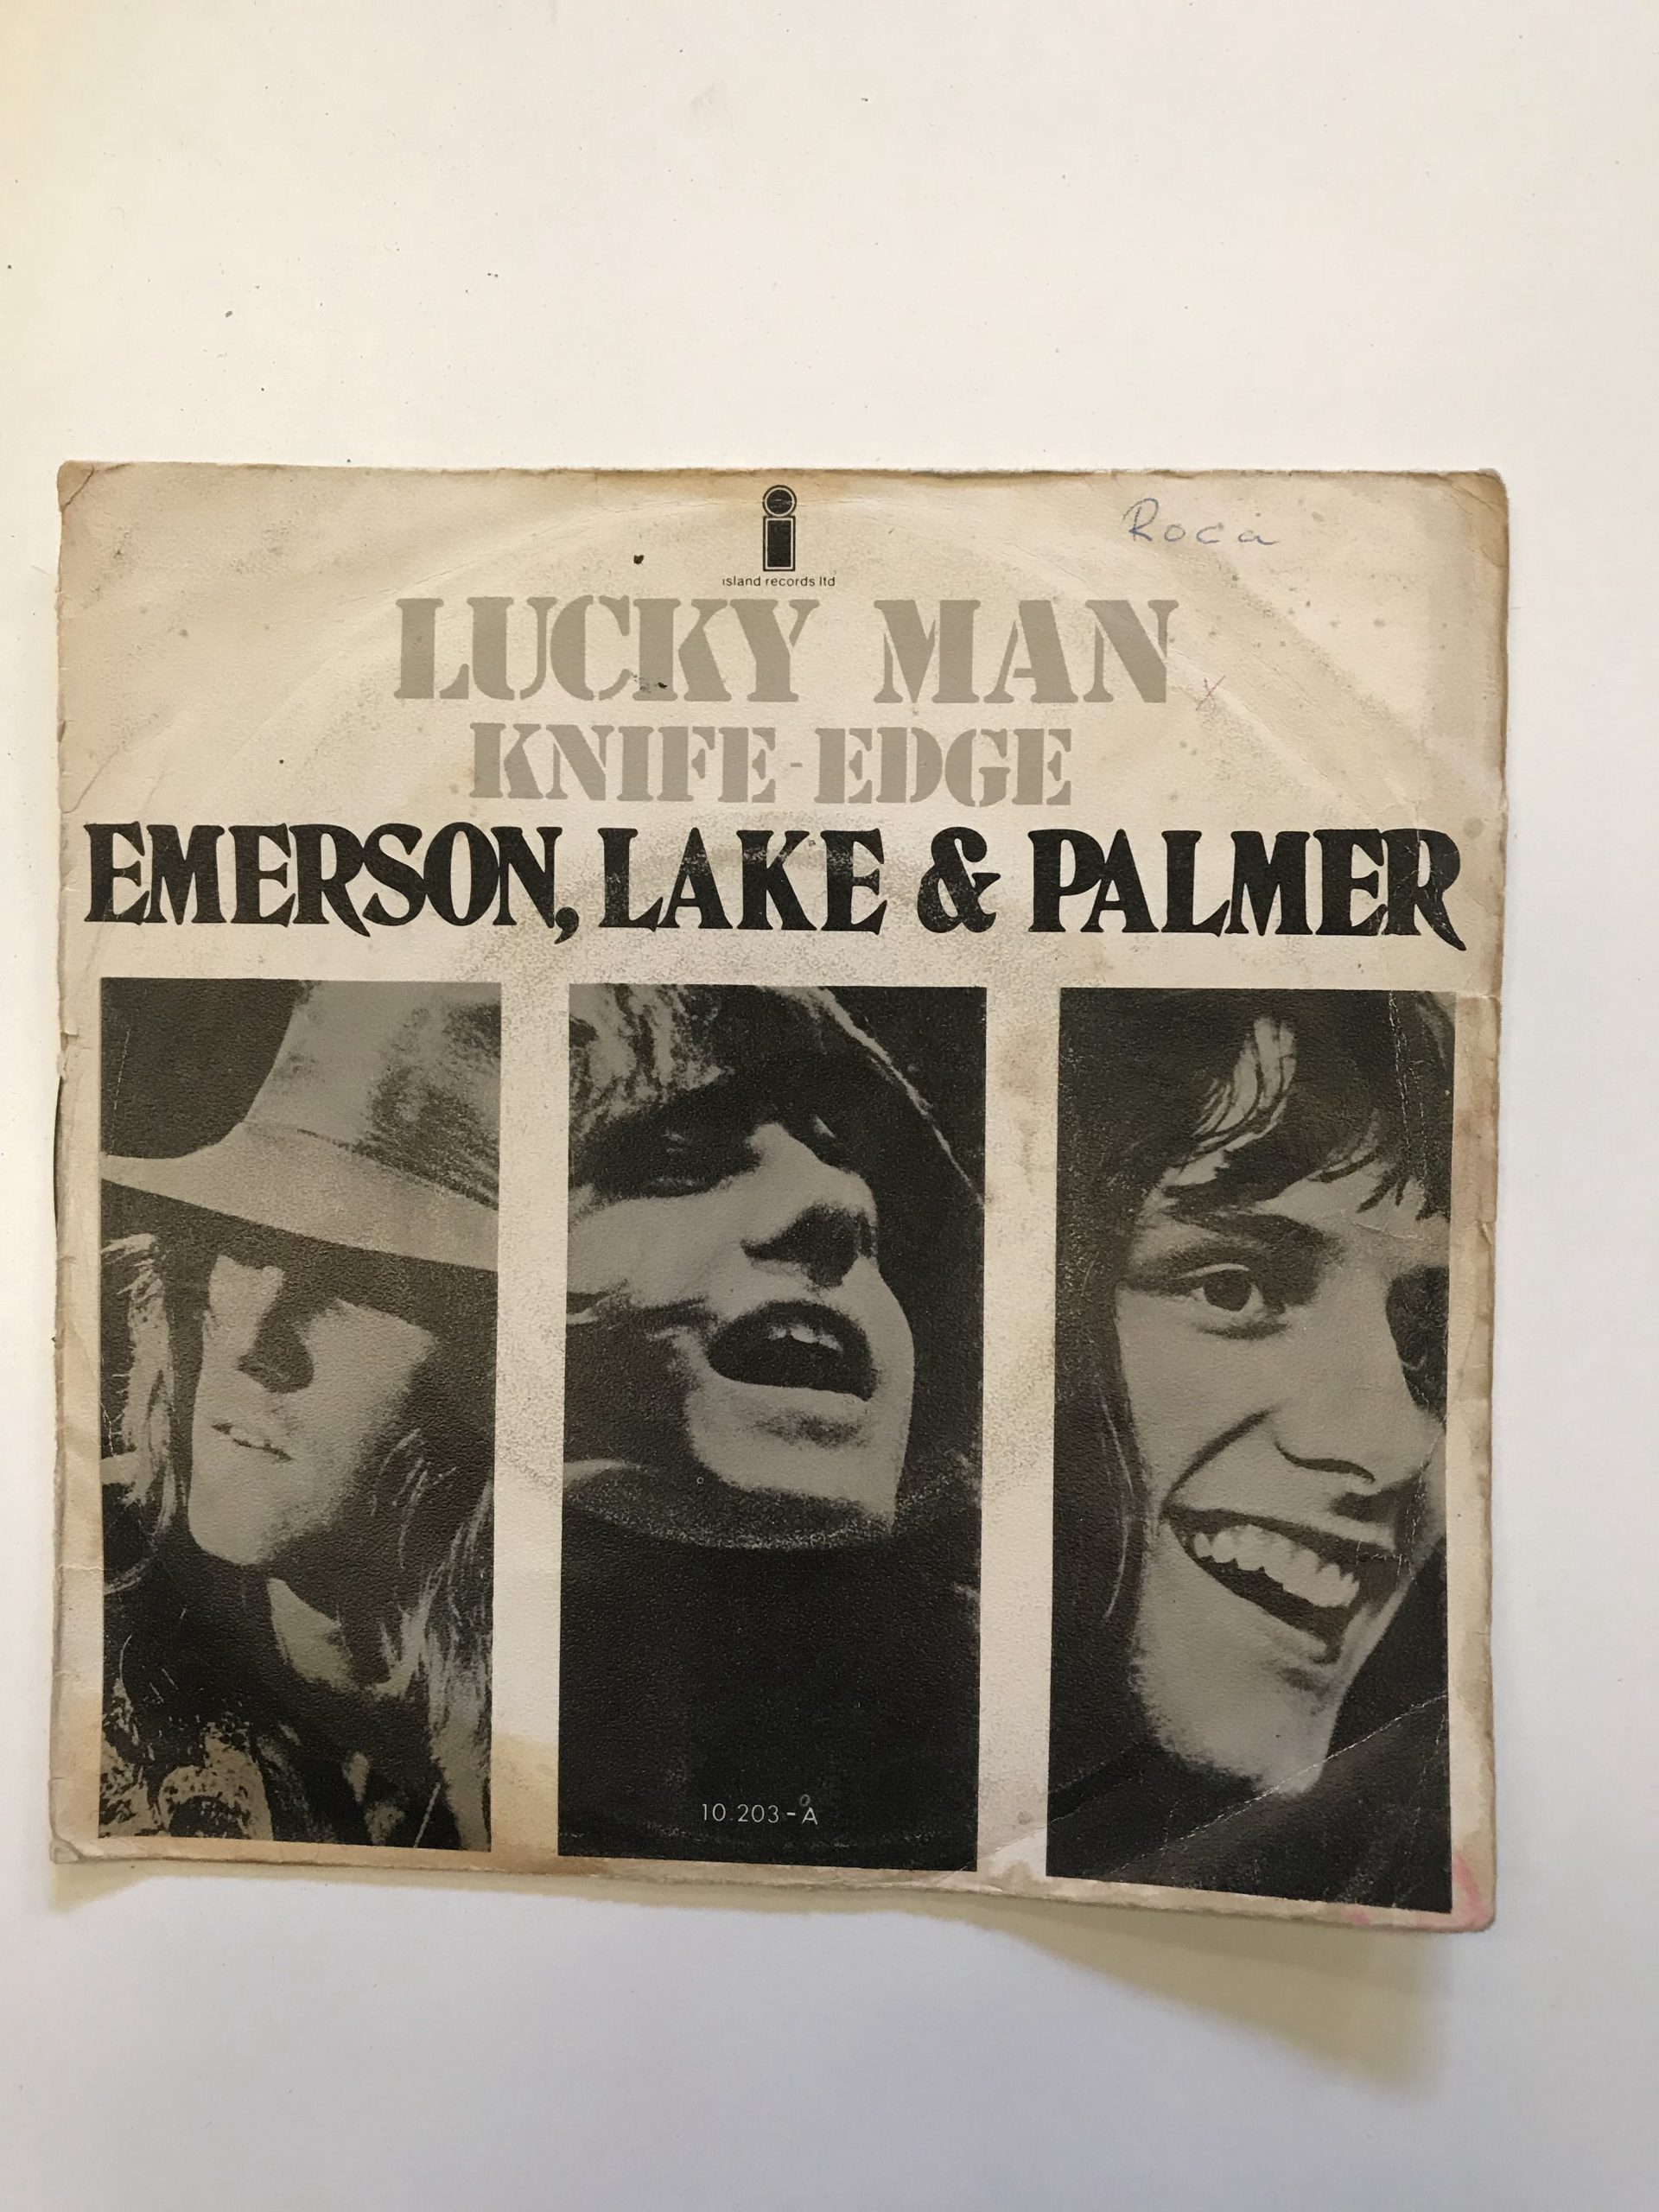 island records ltd
Roca
LUCKY MAN
KNIFE-EDGE
EMERSON, LAKE & PALMER
10.203-A